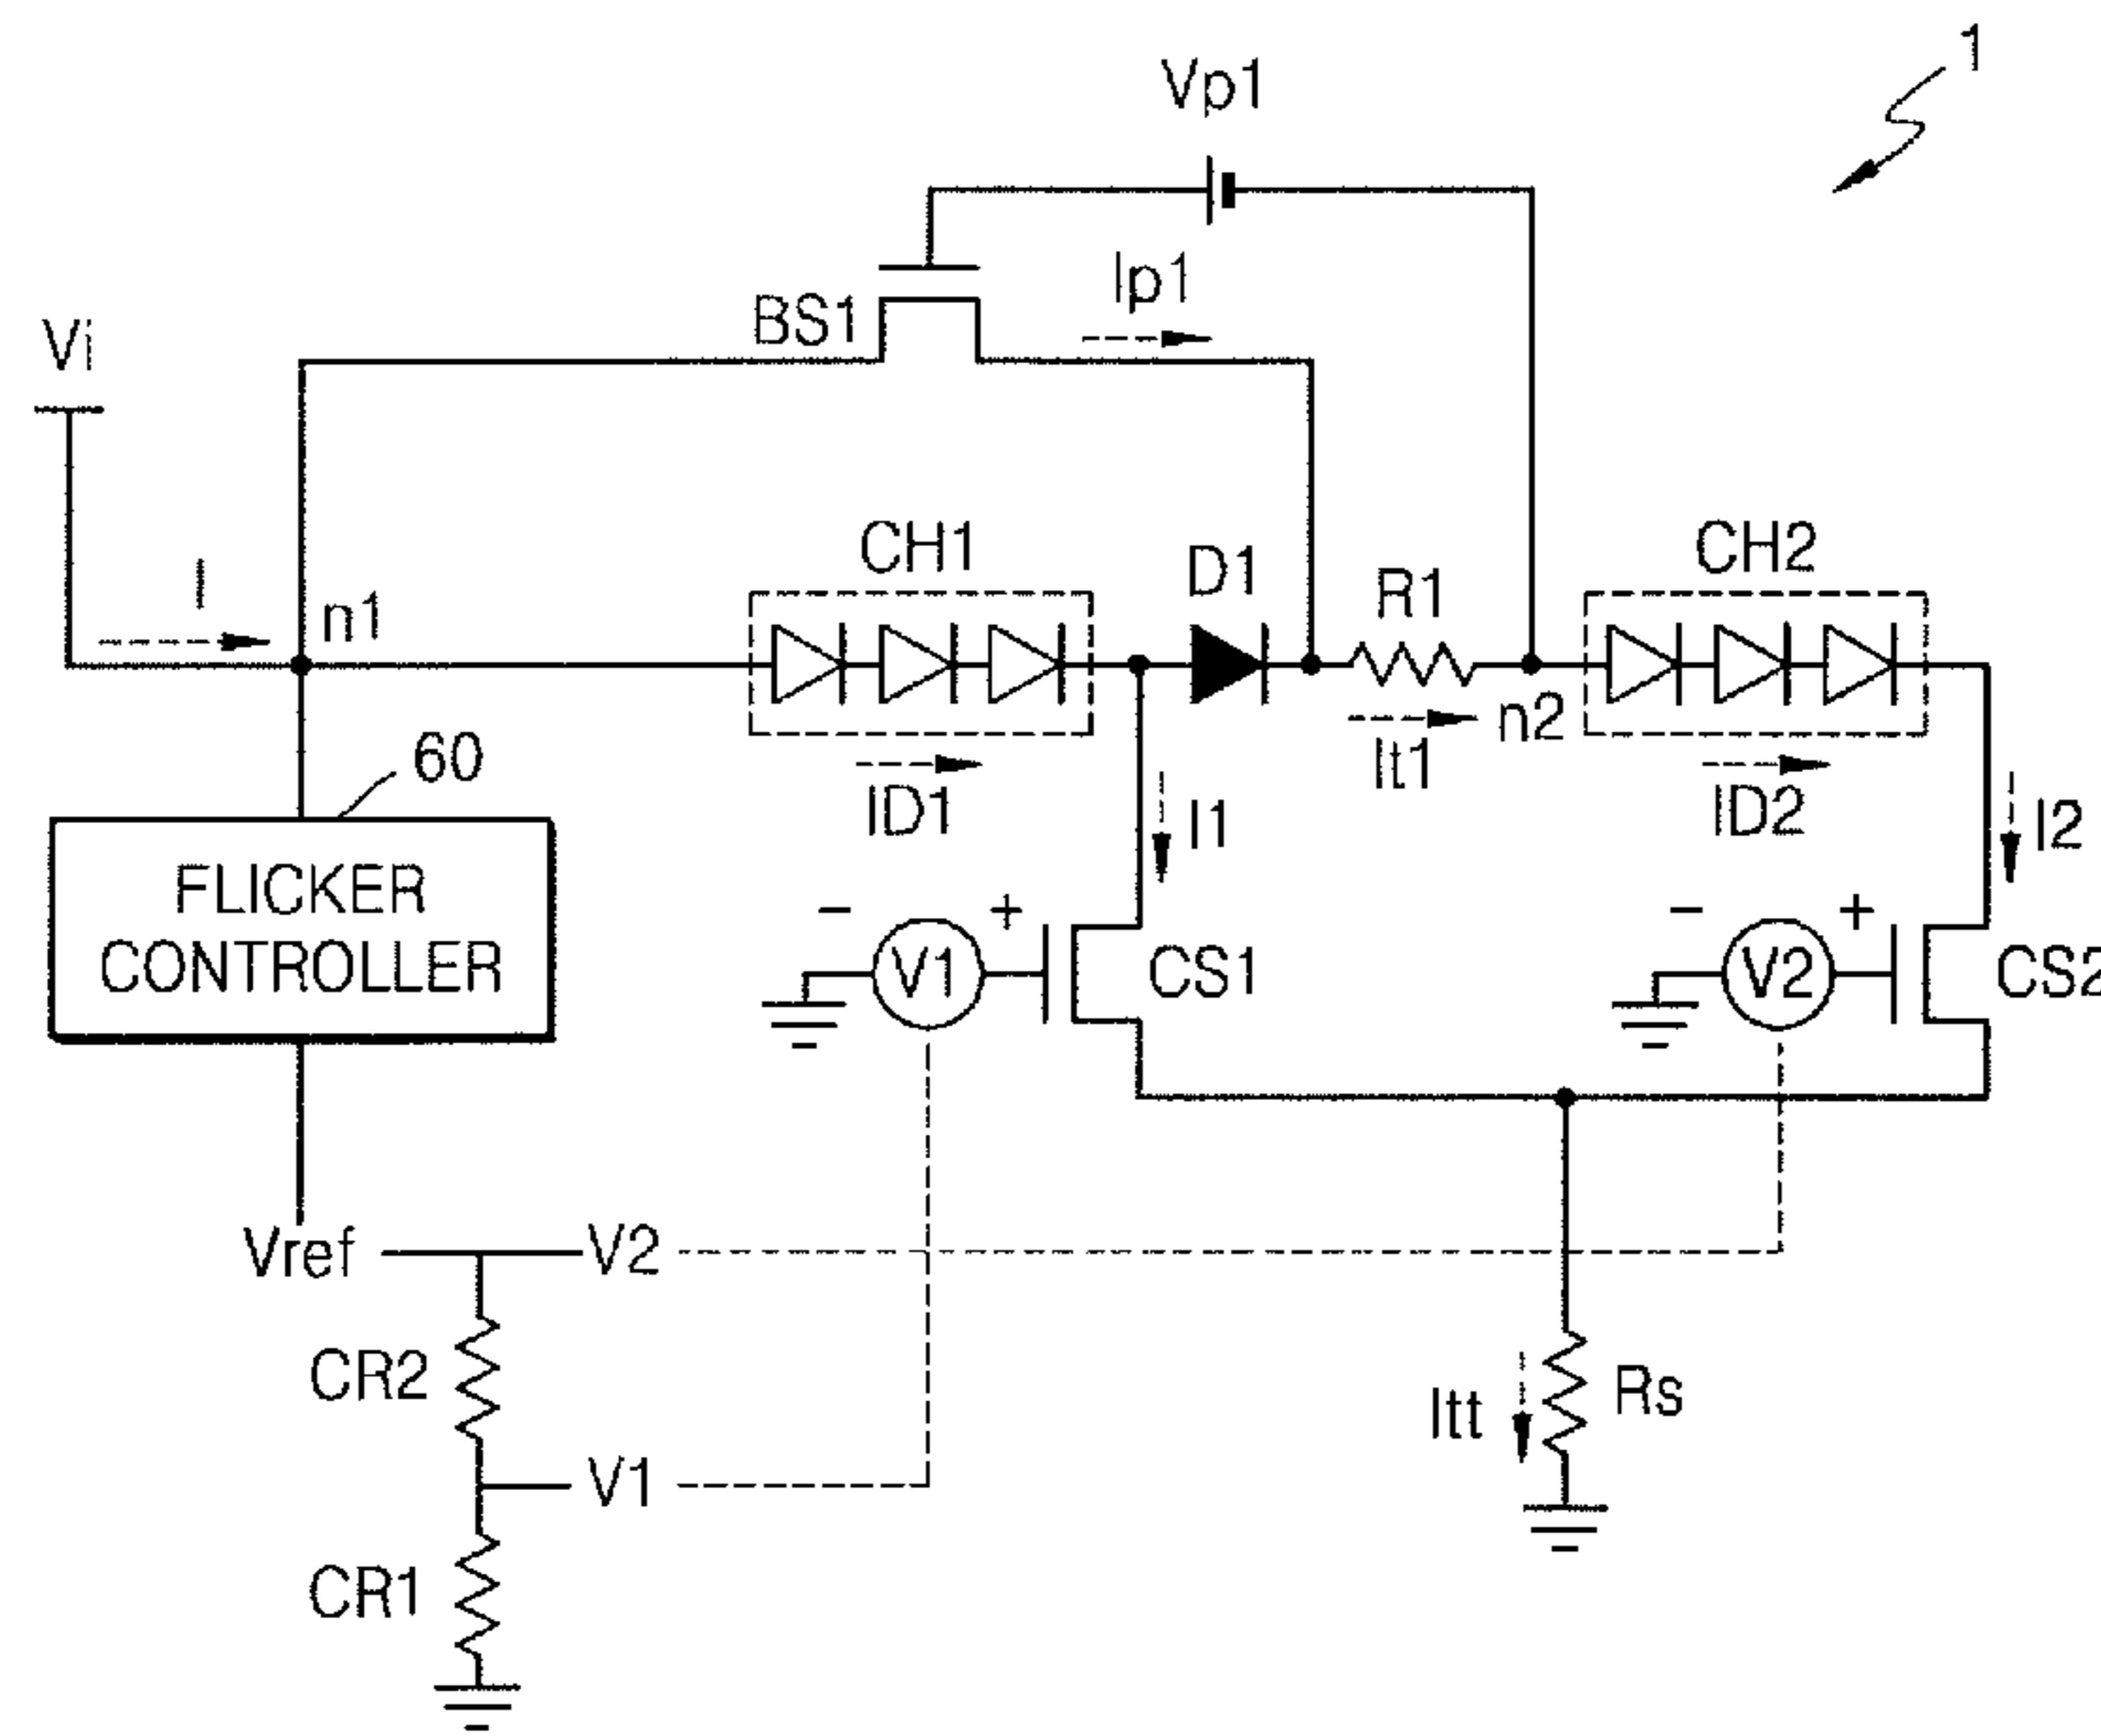 1
Vp1
Ip1
BS1
Vi
I
n1
CH1
D1
R1
CH2
n2
It1
ID1
ID2
60
I1
I2
FLICKER
CONTROLLER
- V1 +
CS1
- V2 +
CS2
Vref
V2
CR2
V1
CR1
Itt
Rs